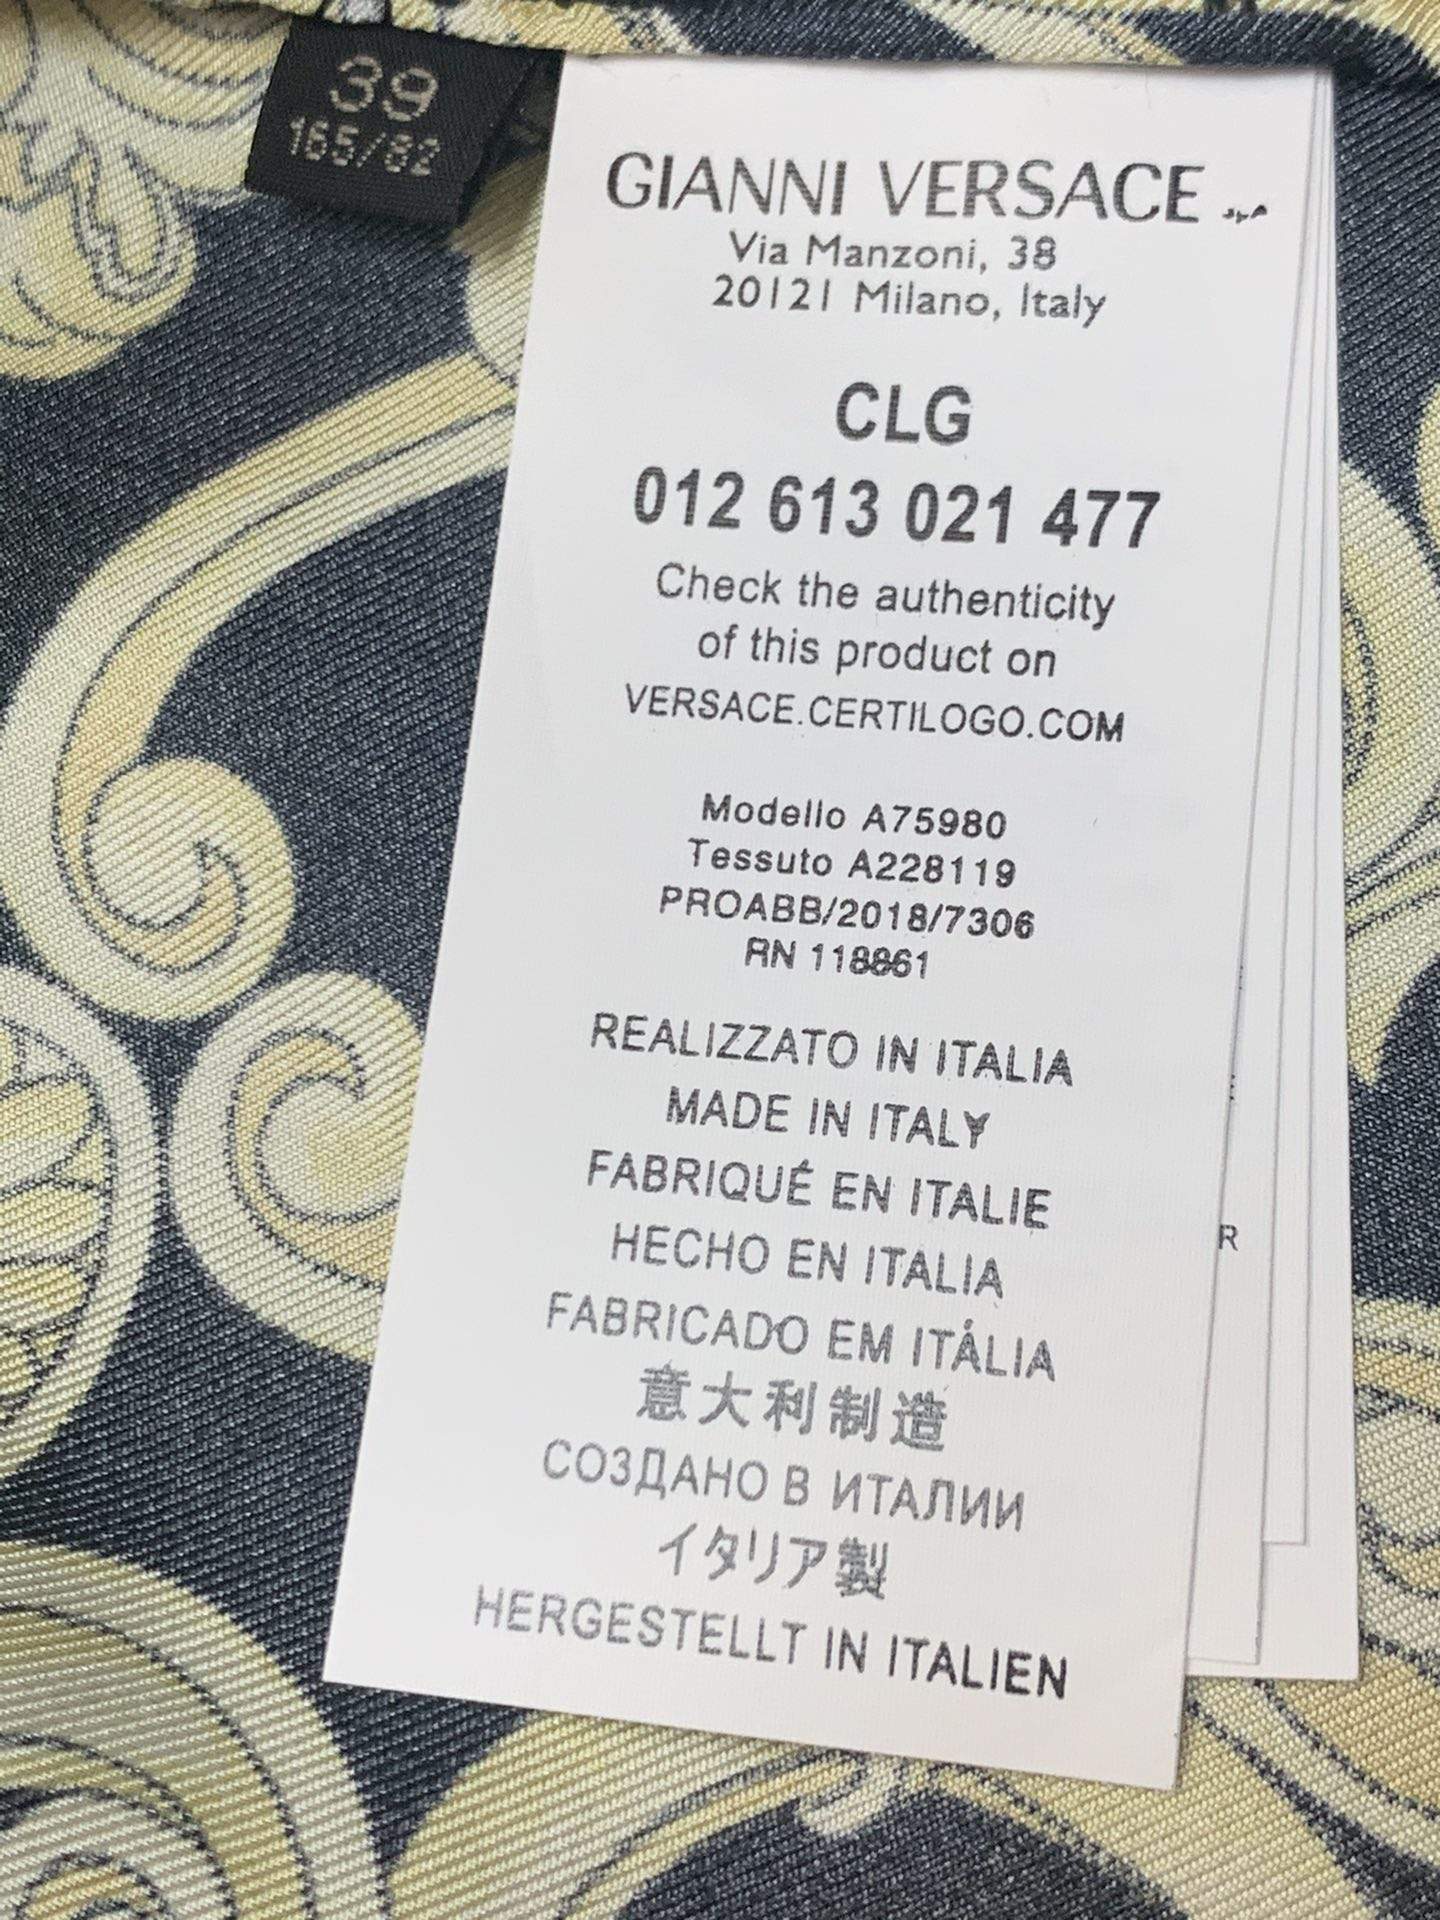 39
165/82
GIANNI VERSACE
Via Manzoni, 38
20121 Milano, Italy
CLG
012 613 021 477
Check the authenticity
of this product on
VERSACE.CERTILOGO.COM
Modello A75980
Tessuto A228119
PROABB/2018/7306
RN 118861
REALIZZATO IN ITALIA
MADE IN ITALY
FABRIQUÉ EN ITALIE
HECHO EN ITALIA
FABRICADO EM ITÁLIA
意大利制造
СОЗДАНО В ИТАЛИИ
イタリア製
HERGESTELLT IN ITALIEN
R